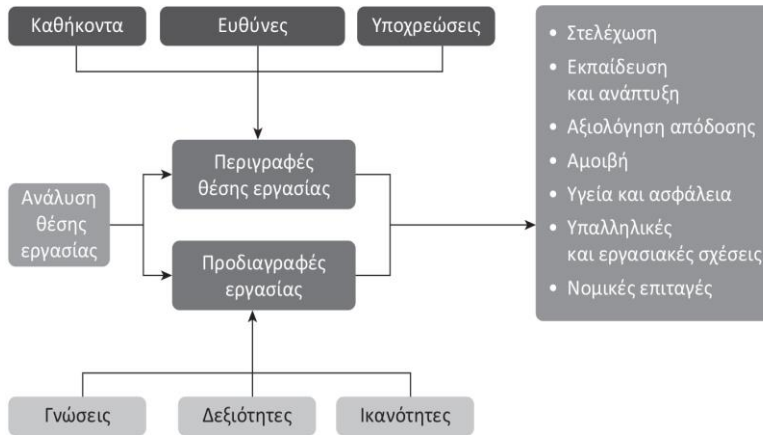 Καθήκοντα
Ευθύνες
Υποχρεώσεις
Περιγραφές
θέσης εργασίας
Ανάλυση
θέσης
εργασίας
Προδιαγραφές
εργασίας
Γνώσεις
Δεξιότητες
Ικανότητες
• Στελέχωση
• Εκπαίδευση
και ανάπτυξη
• Αξιολόγηση απόδοσης
• Αμοιβή
• Υγεία και ασφάλεια
• Υπαλληλικές
και εργασιακές σχέσεις
• Νομικές επιταγές